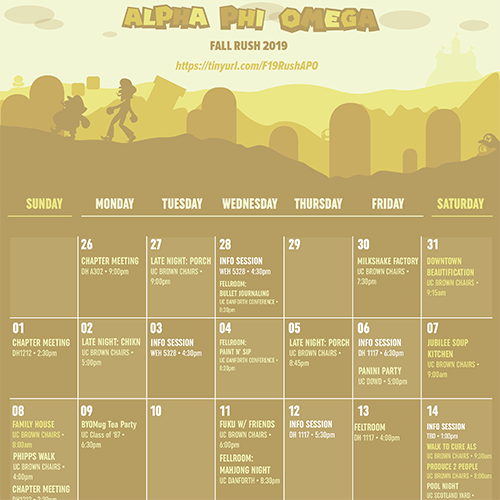 ALPHA PHI OMEGA
FALL RUSH 2019
https://tinyurl.com/F19RushAPO
SUNDAY MONDAY TUESDAY WEDNESDAY THURSDAY FRIDAY SATURDAY
26
CHAPTER MEETING
DH A302 • 9:00pm
27
LATE NIGHT: PORCH
UC BROWN CHAIRS •
9:00pm
28
INFO SESSION
WEH 5328 • 4:30pm
FELLROOM:
BULLET JOURNALING
UC DANFORTH CONFERENCE •
8:30pm
29
30
MILKSHAKE FACTORY
UC BROWN CHAIRS •
7:30pm
31
DOWNTOWN
BEAUTIFICATION
UC BROWN CHAIRS •
9:15am
01
CHAPTER MEETING
DH1212 • 2:30pm
02
LATE NIGHT: CHIKN
UC BROWN CHAIRS •
5:00pm
03
INFO SESSION
WEH 5328 • 4:30pm
04
FELLROOM:
PAINT N' SIP
UC DANFORTH CONFERENCE •
8:30pm
05
LATE NIGHT: PORCH
UC BROWN CHAIRS •
8:45pm
06
INFO SESSION
DH 1117 • 6:30pm
PANINI PARTY
UC DOWD • 5:00pm
07
JUBILEE SOUP
KITCHEN
UC BROWN CHAIRS •
9:00am
08
FAMILY HOUSE
UC BROWN CHAIRS •
8:00am
PHIPPS WALK
UC BROWN CHAIRS •
4:00pm
CHAPTER MEETING
DH1212 • 2:30pm
09
BYOMug Tea Party
UC Class of '87 •
6:30pm
10
11
FUKU W/ FRIENDS
UC BROWN CHAIRS •
6:00pm
FELLROOM:
MAHJONG NIGHT
UC DANFORTH • 8:30pm
12
INFO SESSION
DH 1117 • 5:30pm
13
FELTROOM
DH 1117 • 4:00pm
14
INFO SESSION
TBD • 1:00pm
WALK TO CURE ALS
UC BROWN CHAIRS • 9:30am
PRODUCE 2 PEOPLE
UC BROWN CHAIRS • 8:00am
POOL NIGHT
UC SCOTLAND YARD •